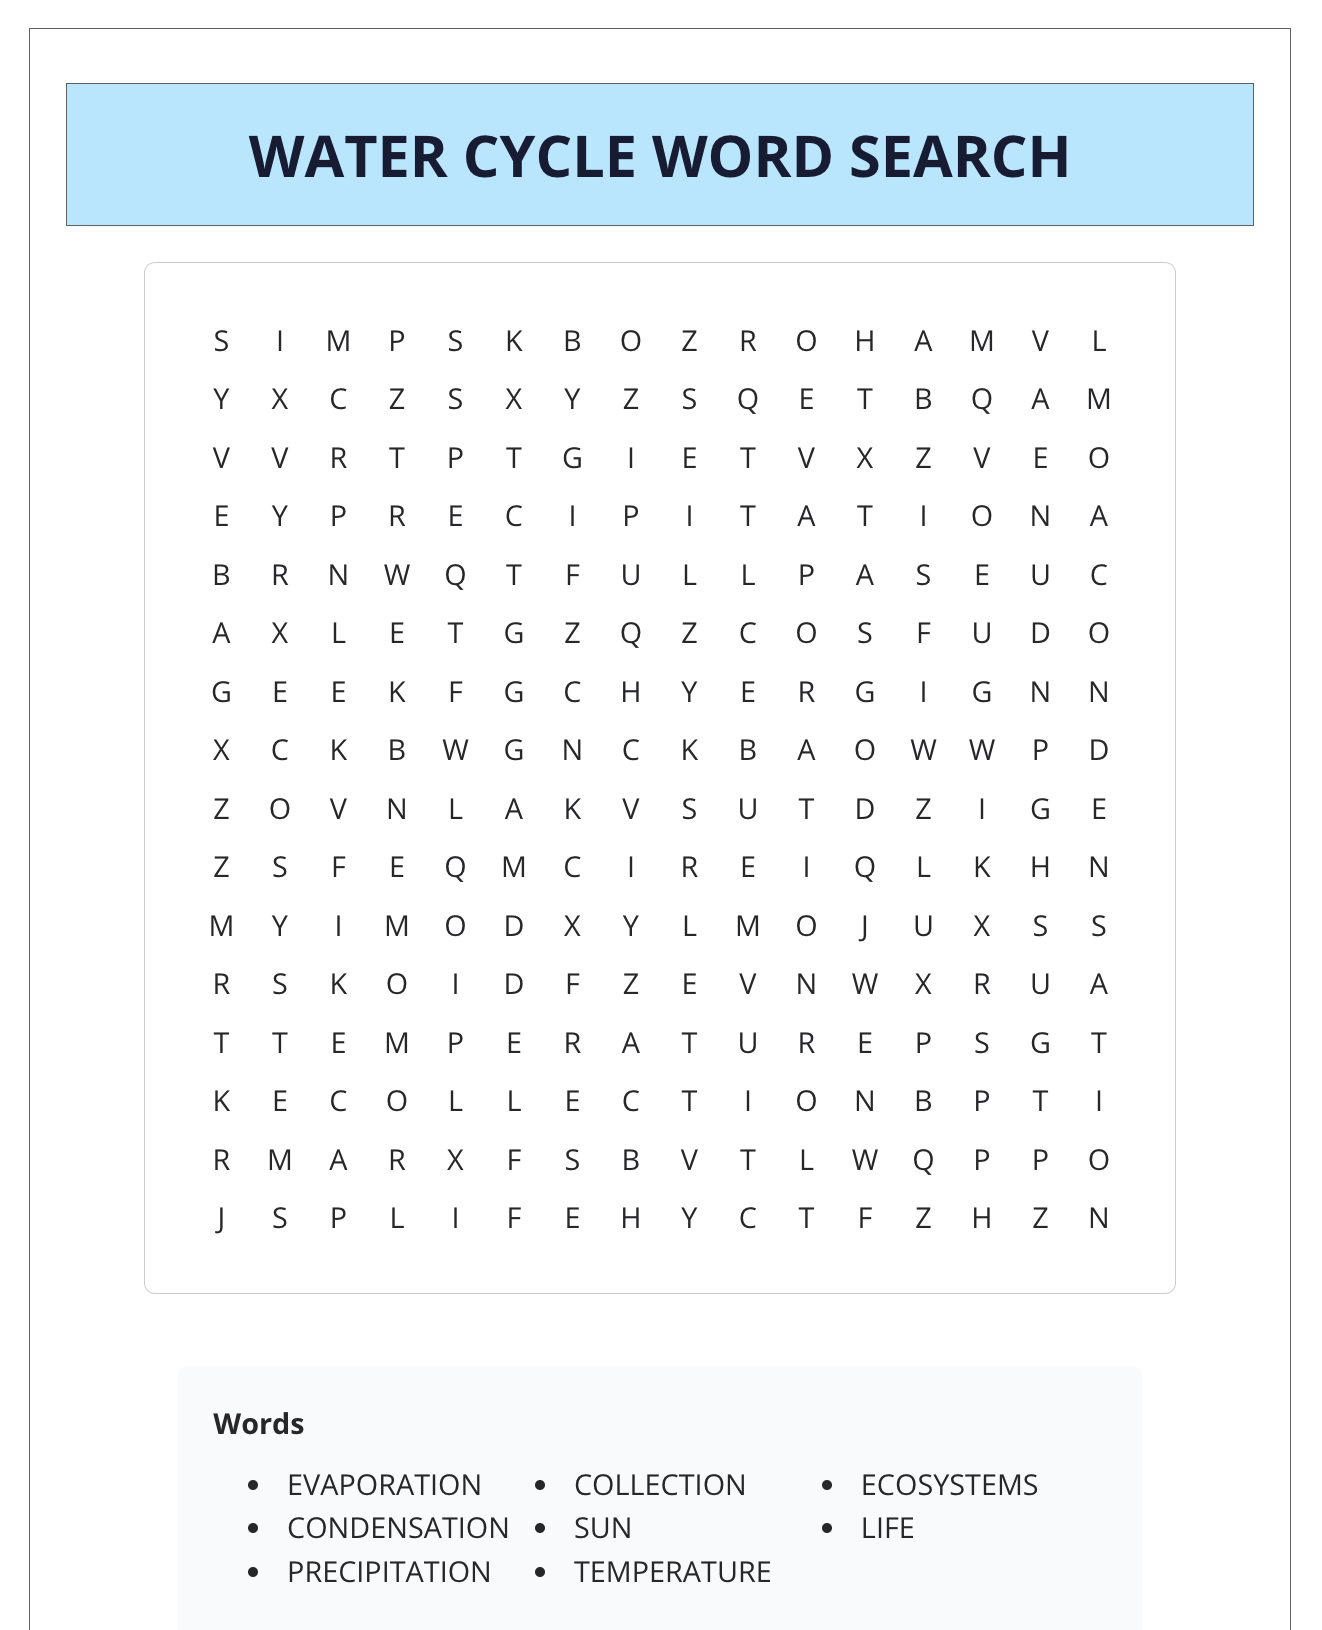 WATER CYCLE WORD SEARCH
S I M P S K B O Z R O H A M V L
Y X C Z S X Y Z S Q E T B Q A M
V V R T P T G I E T V X Z V E O
E Y P R E C I P I T A T I O N A
B R N W Q T F U L L P A S E U C
A X L E T G Z Q Z C O S F U D O
G E E K F G C H Y E R G I G N N
X C K B W G N C K B A O W W P D
Z O V N L A K V S U T D Z I G E
Z S F E Q M C I R E I Q L K H N
M Y I M O D X Y L M O J U X S S
R S K O I D F Z E V N W X R U A
T T E M P E R A T U R E P S G T
K E C O L L E C T I O N B P T I
R M A R X F S B V T L W Q P P O
J S P L I F E H Y C T F Z H Z N
Words
• EVAPORATION • COLLECTION • ECOSYSTEMS
• CONDENSATION • SUN • LIFE
• PRECIPITATION • TEMPERATURE